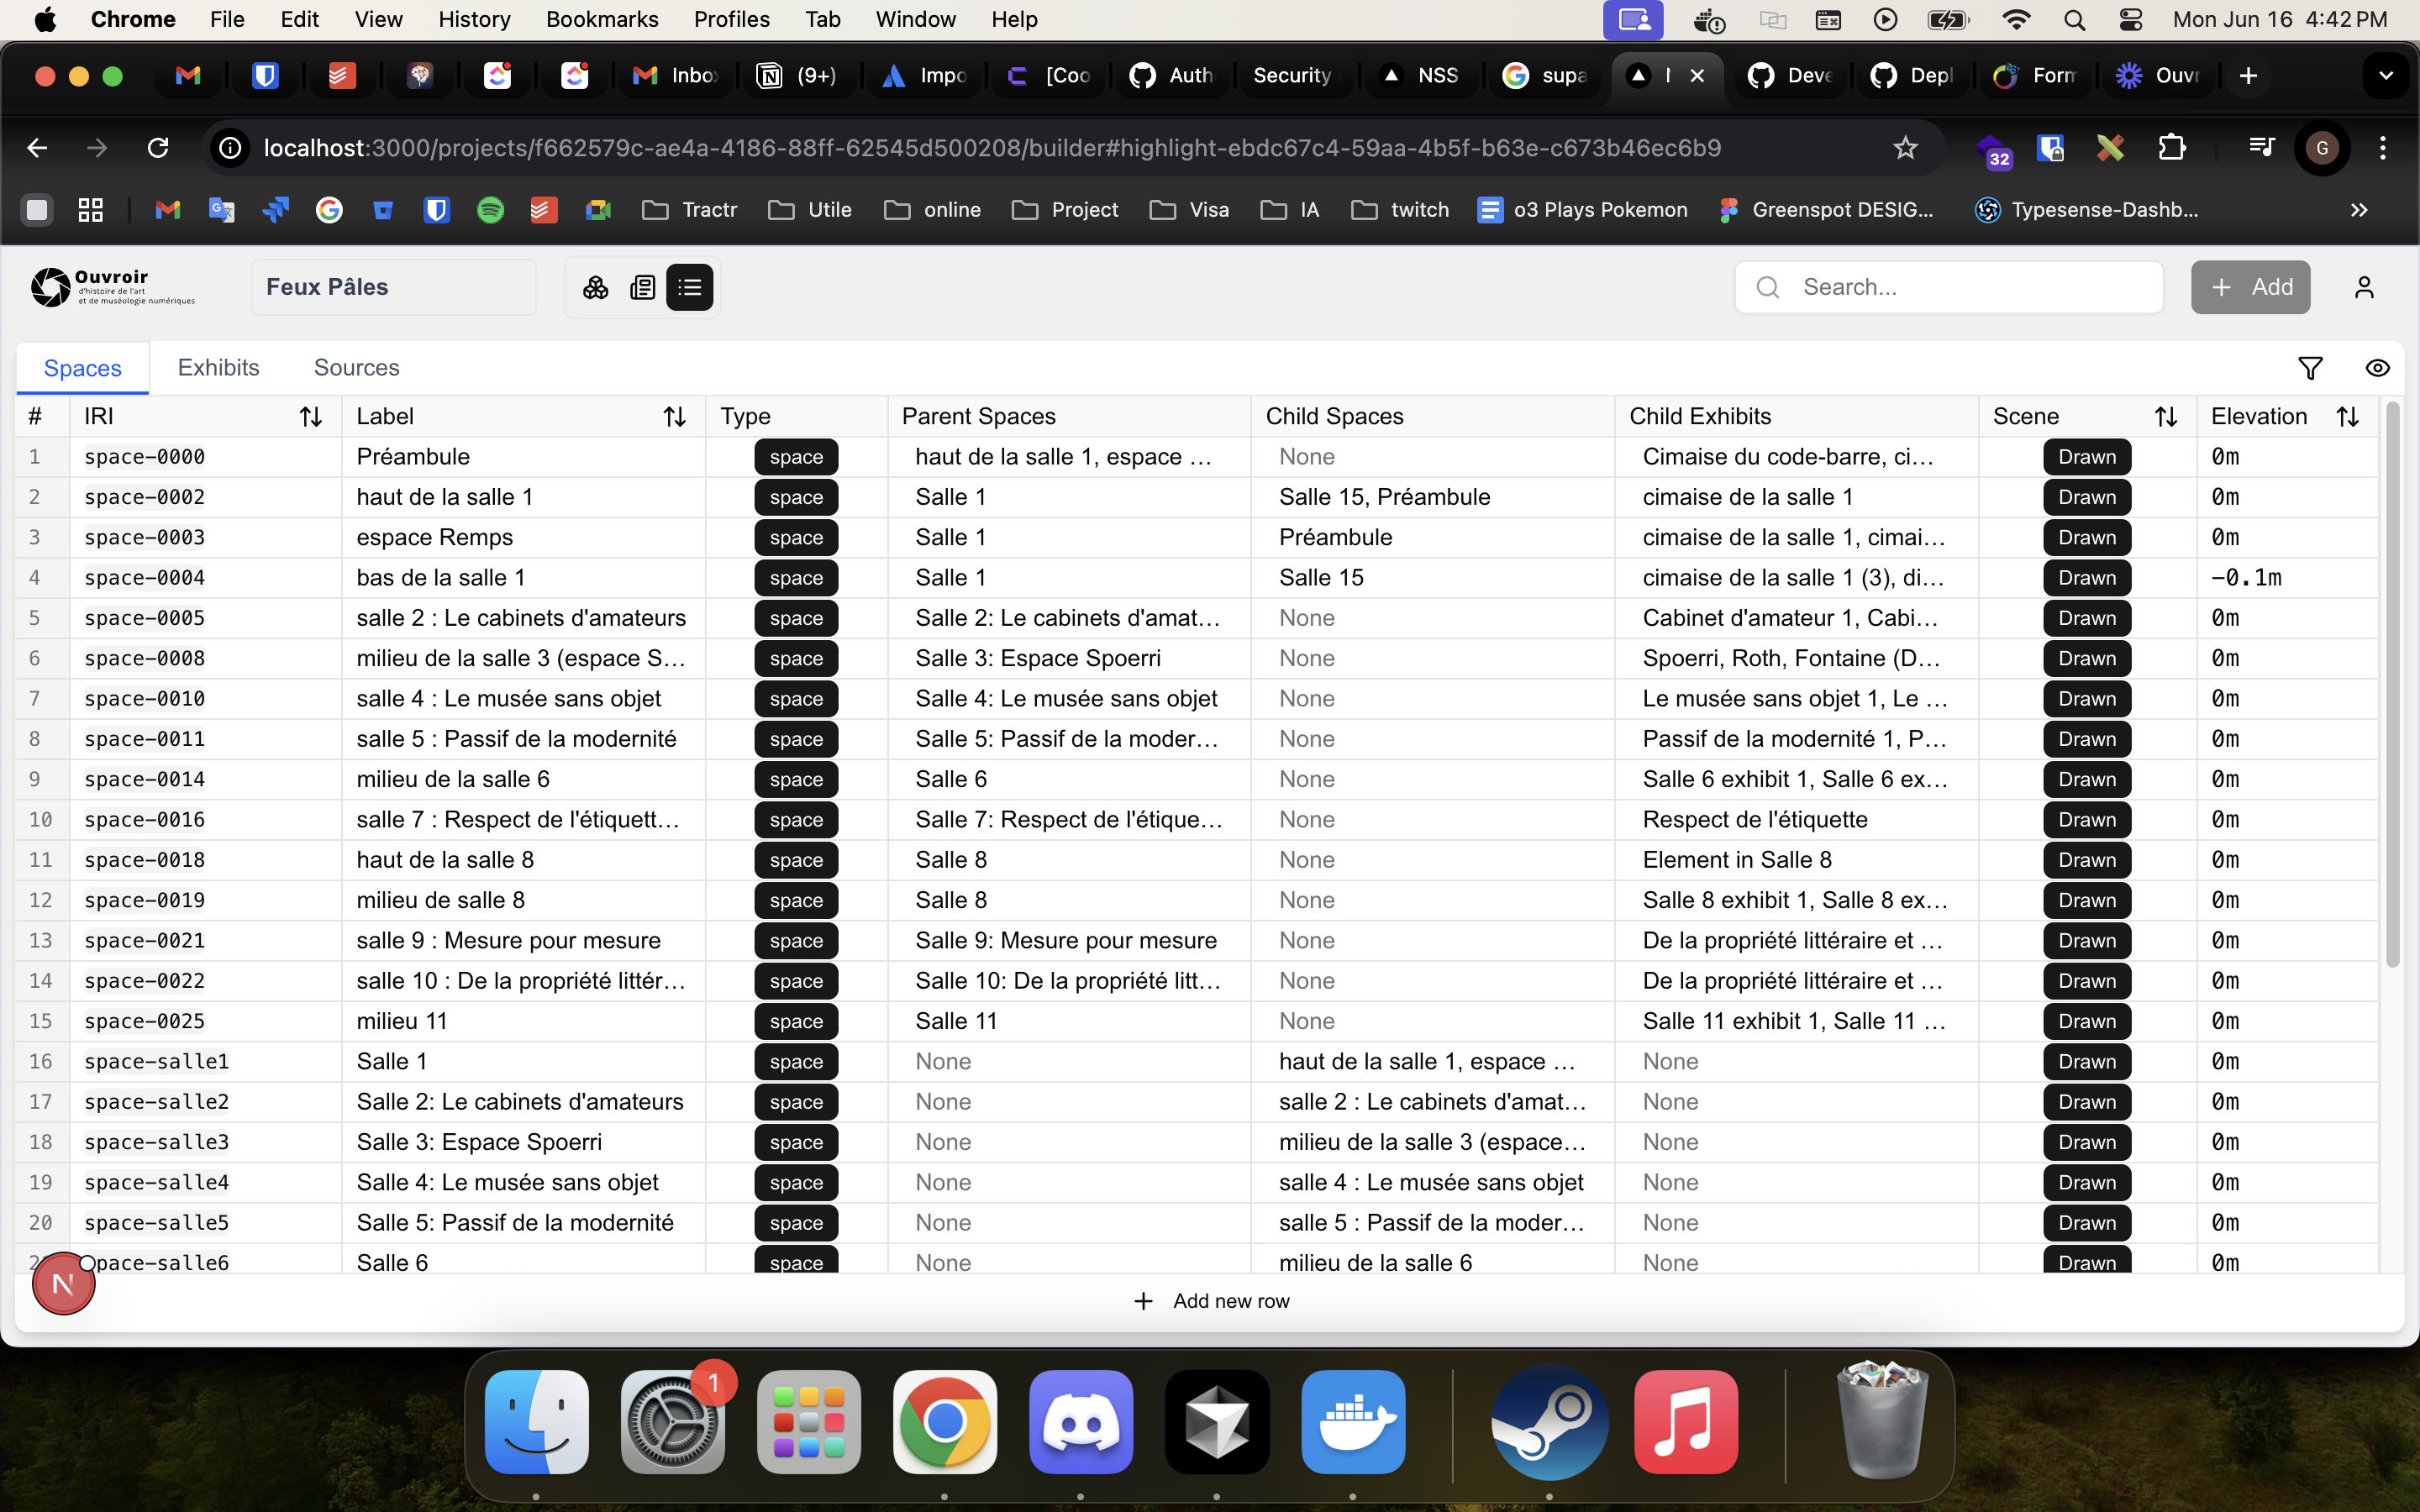 Chrome File Edit View History Bookmarks Profiles Tab Window Help Mon Jun 16 4:42 PM
Inbo (9+) Impo [Coo Auth Security NSS supa Deve Depl Form Ouvr
localhost:3000/projects/f662579c-ae4a-4186-88ff-62545d500208/builder#highlight-ebdc67c4-59aa-4b5f-b63e-c673b46ec6b9 32 G
Tractr Utile online Project Visa IA twitch o3 Plays Pokemon Greenspot DESIG... Typesense-Dashb...
Ouvroir
d'histoire de l'art
et de muséologie numériques
Feux Pâles Search... + Add
Spaces Exhibits Sources
# IRI Label Type Parent Spaces Child Spaces Child Exhibits Scene Elevation
1 space-0000 Préambule space haut de la salle 1, espace ... None Cimaise du code-barre, ci... Drawn 0m
2 space-0002 haut de la salle 1 space Salle 1 Salle 15, Préambule cimaise de la salle 1 Drawn 0m
3 space-0003 espace Remps space Salle 1 Préambule cimaise de la salle 1, cimai... Drawn 0m
4 space-0004 bas de la salle 1 space Salle 1 Salle 15 cimaise de la salle 1 (3), di... Drawn -0.1m
5 space-0005 salle 2 : Le cabinets d'amateurs space Salle 2: Le cabinets d'amat... None Cabinet d'amateur 1, Cabi... Drawn 0m
6 space-0008 milieu de la salle 3 (espace S... space Salle 3: Espace Spoerri None Spoerri, Roth, Fontaine (D... Drawn 0m
7 space-0010 salle 4 : Le musée sans objet space Salle 4: Le musée sans objet None Le musée sans objet 1, Le ... Drawn 0m
8 space-0011 salle 5 : Passif de la modernité space Salle 5: Passif de la moder... None Passif de la modernité 1, P... Drawn 0m
9 space-0014 milieu de la salle 6 space Salle 6 None Salle 6 exhibit 1, Salle 6 ex... Drawn 0m
10 space-0016 salle 7 : Respect de l'étiquett... space Salle 7: Respect de l'étique... None Respect de l'étiquette Drawn 0m
11 space-0018 haut de la salle 8 space Salle 8 None Element in Salle 8 Drawn 0m
12 space-0019 milieu de salle 8 space Salle 8 None Salle 8 exhibit 1, Salle 8 ex... Drawn 0m
13 space-0021 salle 9 : Mesure pour mesure space Salle 9: Mesure pour mesure None De la propriété littéraire et ... Drawn 0m
14 space-0022 salle 10 : De la propriété littér... space Salle 10: De la propriété litt... None De la propriété littéraire et ... Drawn 0m
15 space-0025 milieu 11 space Salle 11 None Salle 11 exhibit 1, Salle 11 ... Drawn 0m
16 space-salle1 Salle 1 space None haut de la salle 1, espace ... None Drawn 0m
17 space-salle2 Salle 2: Le cabinets d'amateurs space None salle 2 : Le cabinets d'amat... None Drawn 0m
18 space-salle3 Salle 3: Espace Spoerri space None milieu de la salle 3 (espace... None Drawn 0m
19 space-salle4 Salle 4: Le musée sans objet space None salle 4 : Le musée sans objet None Drawn 0m
20 space-salle5 Salle 5: Passif de la modernité space None salle 5 : Passif de la moder... None Drawn 0m
pace-salle6 Salle 6 space None milieu de la salle 6 None Drawn 0m
N
+ Add new row
1